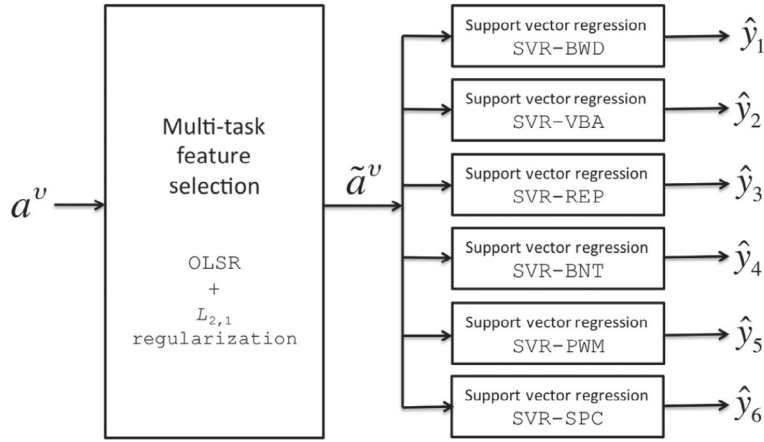 Multi-task
feature
selection
OLSR
+
L₂,₁
regularization
aᵛ
ãᵛ
Support vector regression
SVR-BWD
ŷ₁
Support vector regression
SVR-VBA
ŷ₂
Support vector regression
SVR-REP
ŷ₃
Support vector regression
SVR-BNT
ŷ₄
Support vector regression
SVR-PWM
ŷ₅
Support vector regression
SVR-SPC
ŷ₆